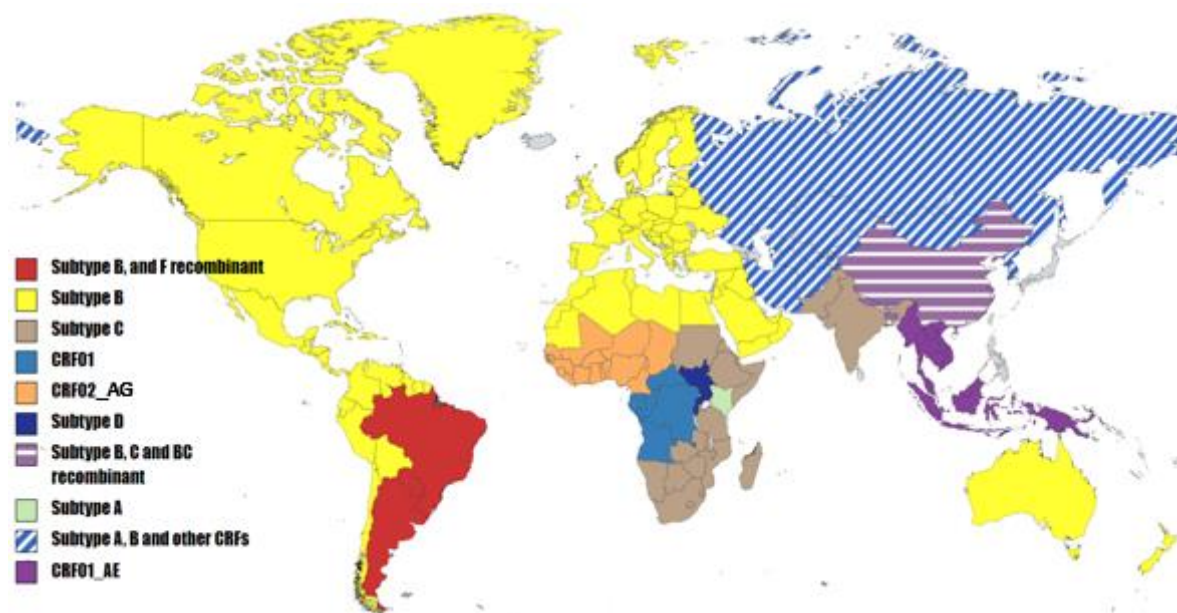 Subtype B, and F recombinant
Subtype B
Subtype C
CRF01
CRF02_AG
Subtype D
Subtype B, C and BC
recombinant
Subtype A
Subtype A, B and other CRFs
CRF01_AE